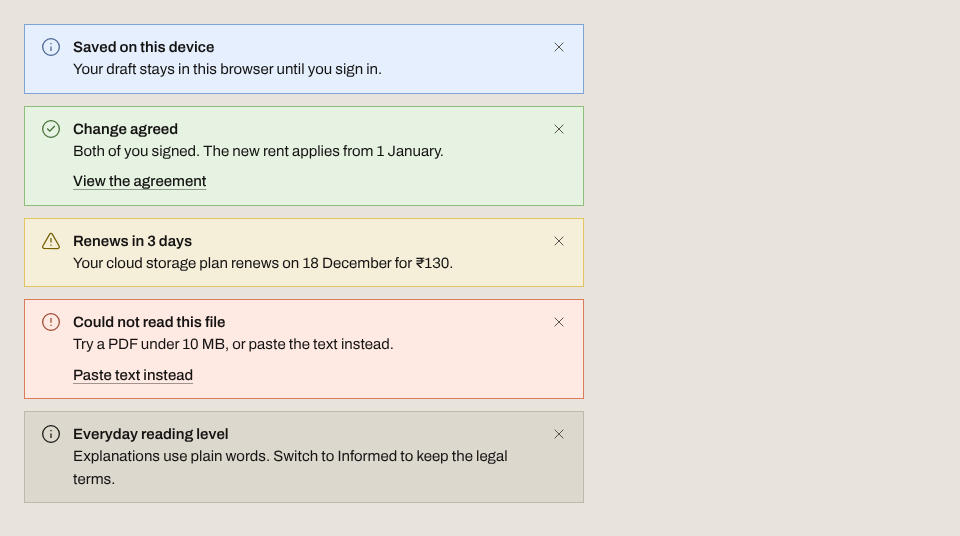 Saved on this device
Your draft stays in this browser until you sign in.
Change agreed
Both of you signed. The new rent applies from 1 January.
View the agreement
Renews in 3 days
Your cloud storage plan renews on 18 December for ₹130.
Could not read this file
Try a PDF under 10 MB, or paste the text instead.
Paste text instead
Everyday reading level
Explanations use plain words. Switch to Informed to keep the legal
terms.